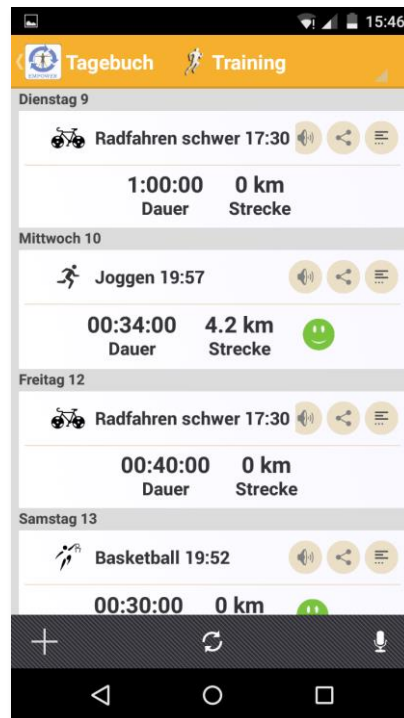 15:46
EMPOWER
Tagebuch Training
Dienstag 9
Radfahren schwer 17:30
1:00:00 0 km
Dauer Strecke
Mittwoch 10
Joggen 19:57
00:34:00 4.2 km
Dauer Strecke
Freitag 12
Radfahren schwer 17:30
00:40:00 0 km
Dauer Strecke
Samstag 13
Basketball 19:52
00:30:00 0 km